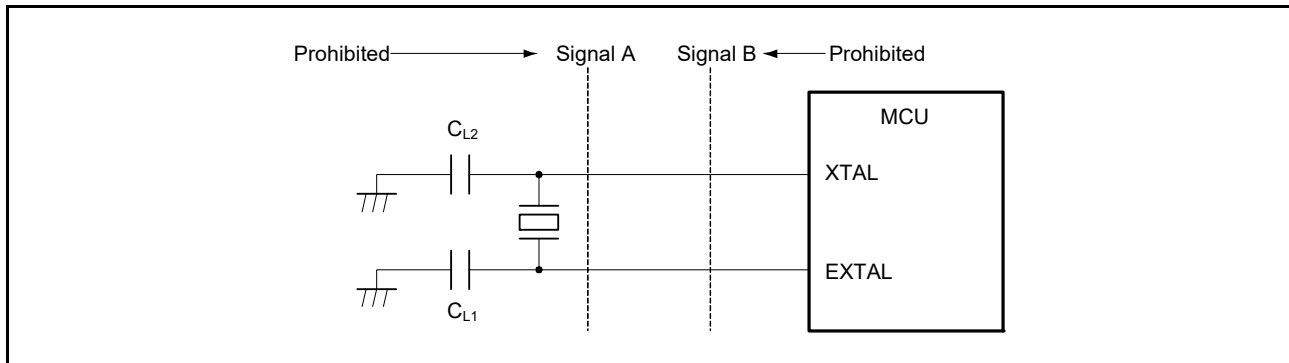 Prohibited Signal A Signal B Prohibited
MCU
CL2
XTAL
EXTAL
CL1